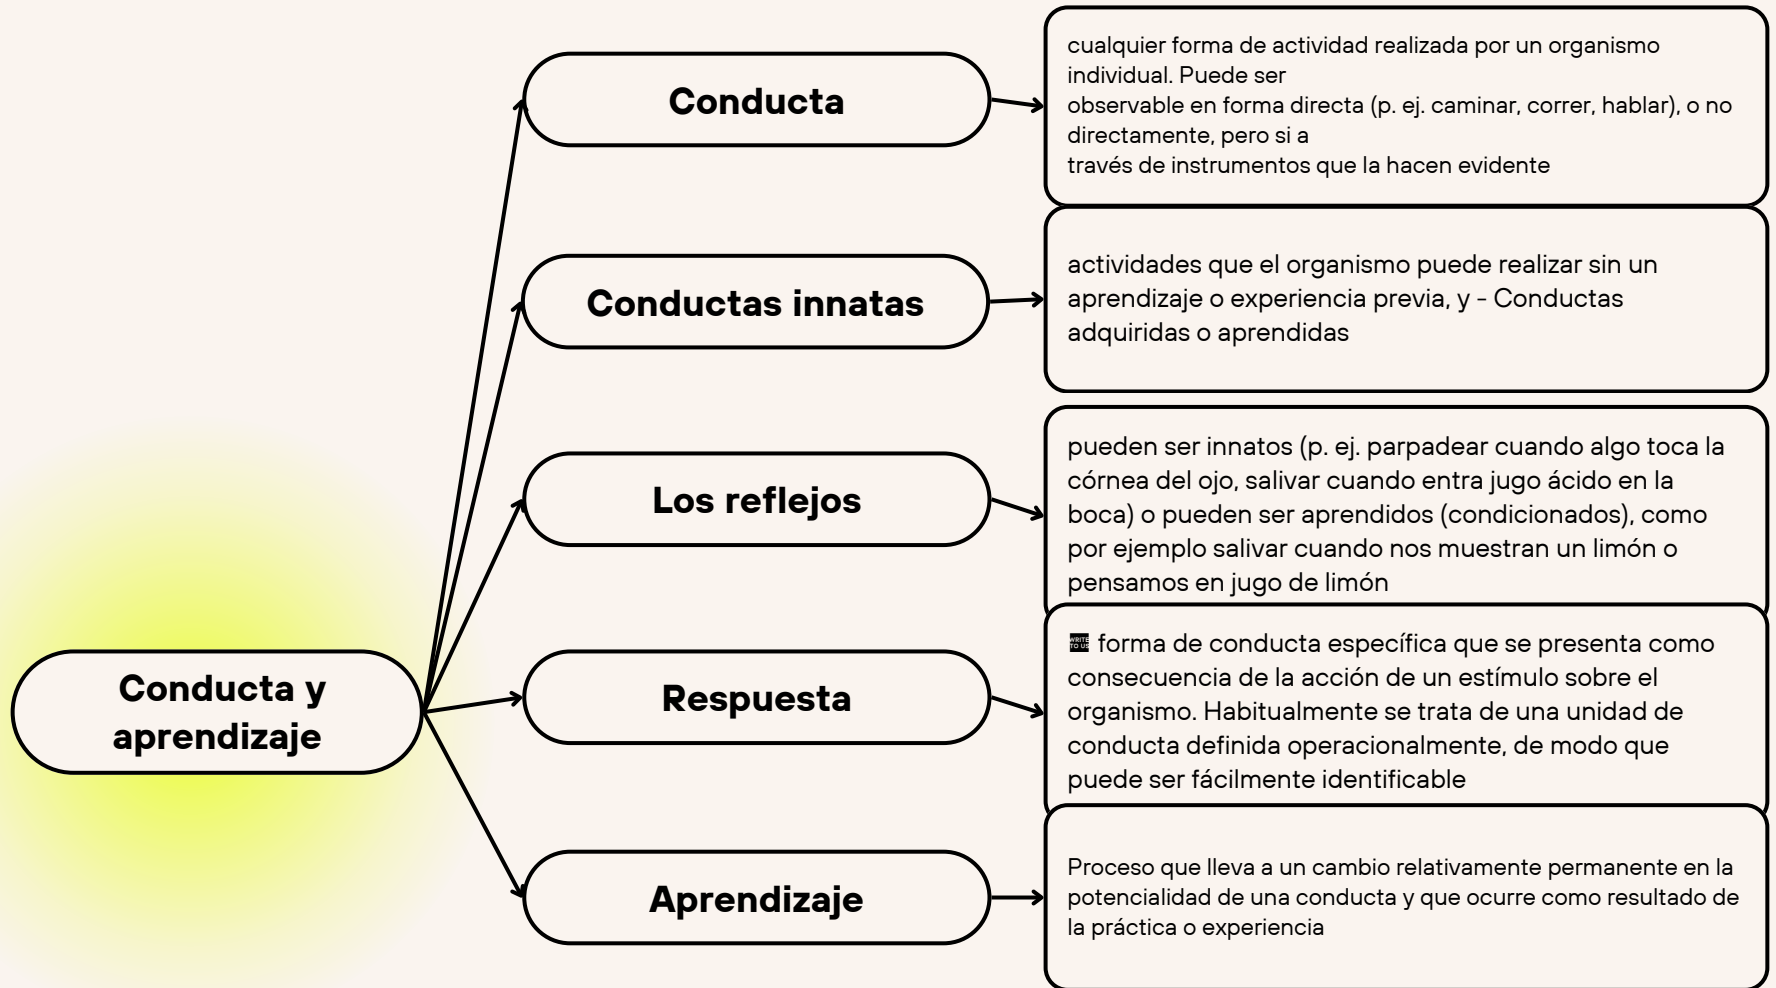 Conducta y
aprendizaje
Conducta
cualquier forma de actividad realizada por un organismo
individual. Puede ser
observable en forma directa (p. ej. caminar, correr, hablar), o no
directamente, pero si a
través de instrumentos que la hacen evidente
Conductas innatas
actividades que el organismo puede realizar sin un
aprendizaje o experiencia previa, y - Conductas
adquiridas o aprendidas
Los reflejos
pueden ser innatos (p. ej. parpadear cuando algo toca la
córnea del ojo, salivar cuando entra jugo ácido en la
boca) o pueden ser aprendidos (condicionados), como
por ejemplo salivar cuando nos muestran un limón o
pensamos en jugo de limón
Respuesta
WRITE
TO US
forma de conducta específica que se presenta como
consecuencia de la acción de un estímulo sobre el
organismo. Habitualmente se trata de una unidad de
conducta definida operacionalmente, de modo que
puede ser fácilmente identificable
Aprendizaje
Proceso que lleva a un cambio relativamente permanente en la
potencialidad de una conducta y que ocurre como resultado de
la práctica o experiencia